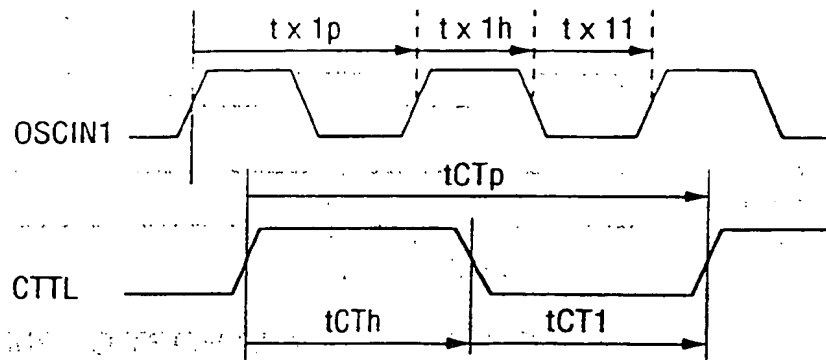 t x 1p t x 1h t x 11
OSCIN1
tCTp
CTTL
tCTh tCT1